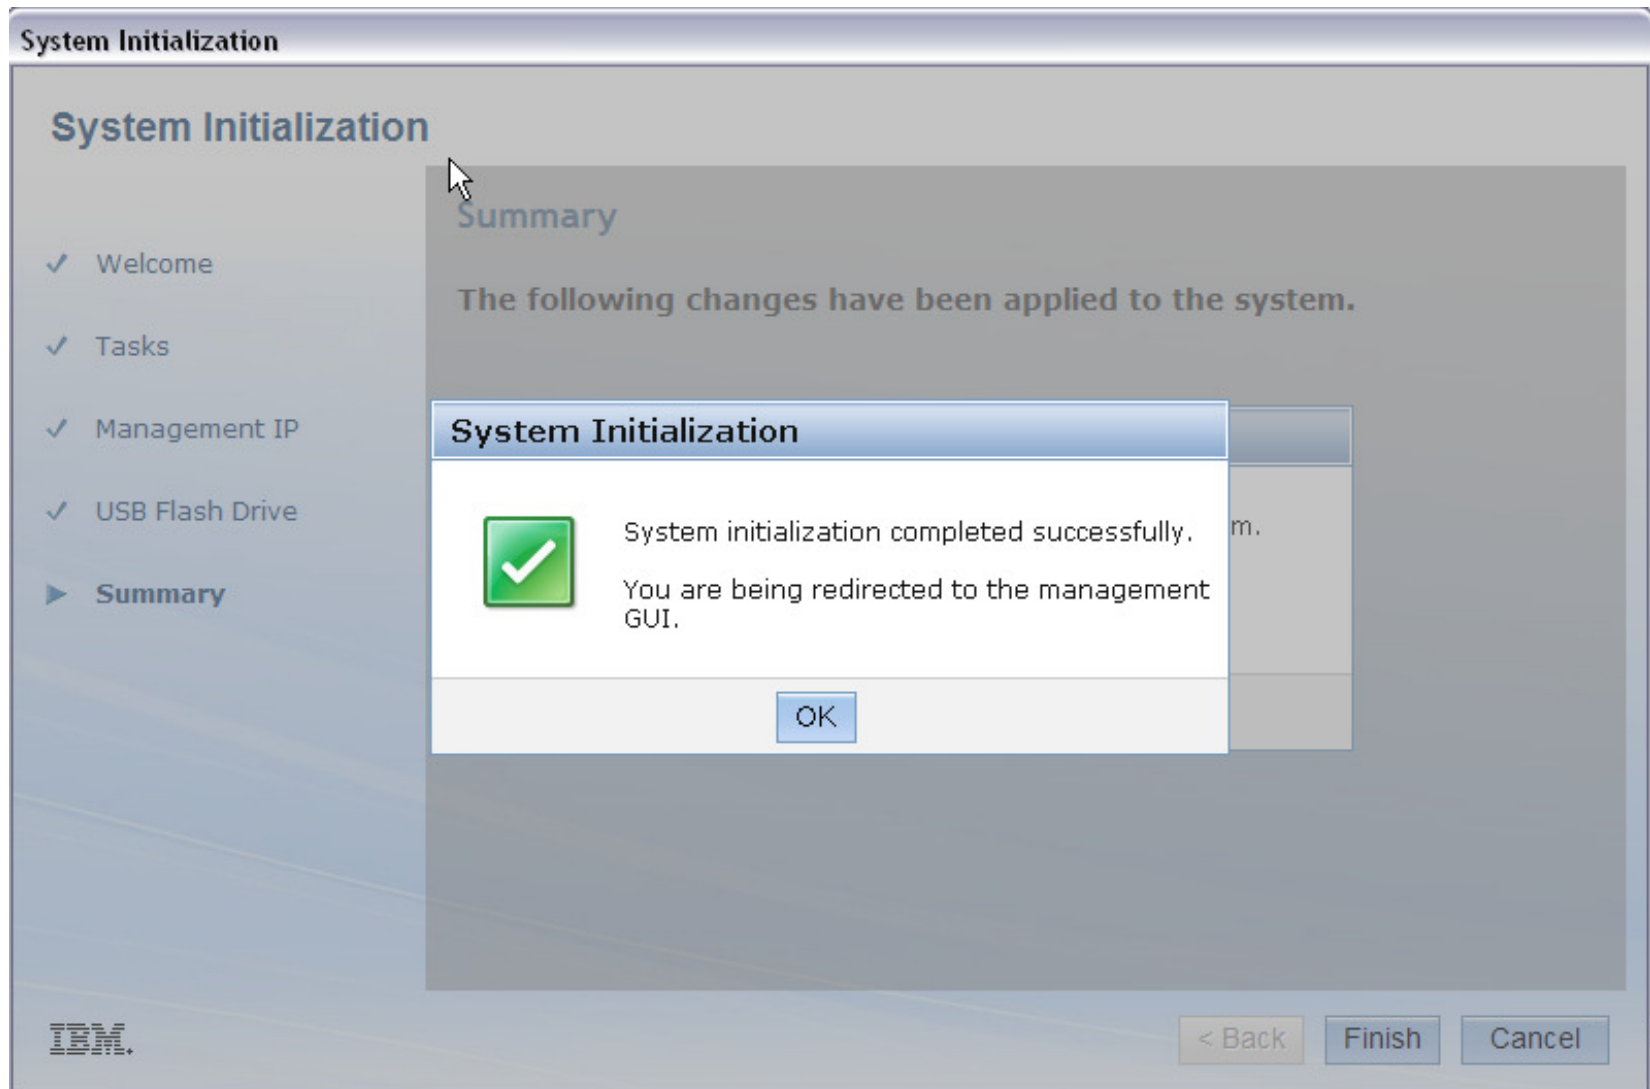 System Initialization
System Initialization
Summary
Welcome
The following changes have been applied to the system.
Tasks
Management IP
System Initialization
USB Flash Drive
System initialization completed successfully.
m.
You are being redirected to the management
GUI.
Summary
OK
IBM.
< Back
Finish
Cancel